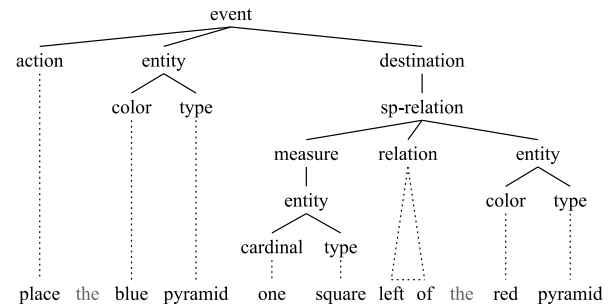 event
action entity destination
color type sp-relation
measure relation entity
entity color type
cardinal type
place the blue pyramid one square left of the red pyramid